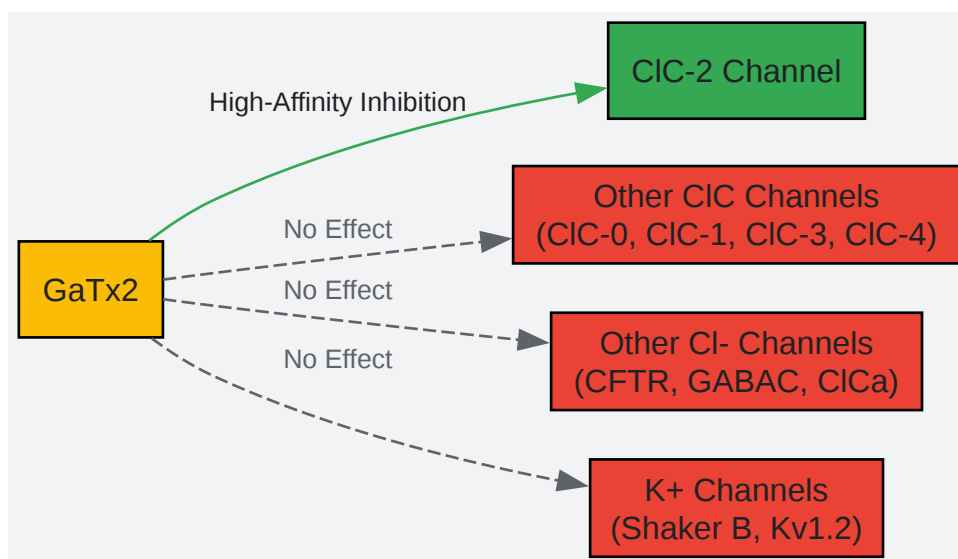 ClC-2 Channel
High-Affinity Inhibition
Other ClC Channels
(ClC-0, ClC-1, ClC-3, ClC-4)
No Effect
GaTx2
No Effect
Other Cl- Channels
(CFTR, GABAC, ClCa)
No Effect
K+ Channels
(Shaker B, Kv1.2)